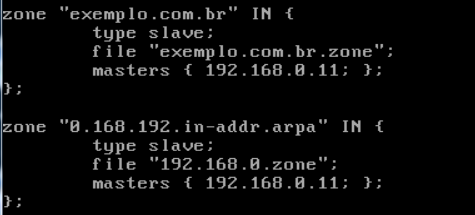 zone "exemplo.com.br" IN {
type slave;
file "exemplo.com.br.zone";
masters { 192.168.0.11; };
};
zone "0.168.192.in-addr.arpa" IN {
type slave;
file "192.168.0.zone";
masters { 192.168.0.11; };
};